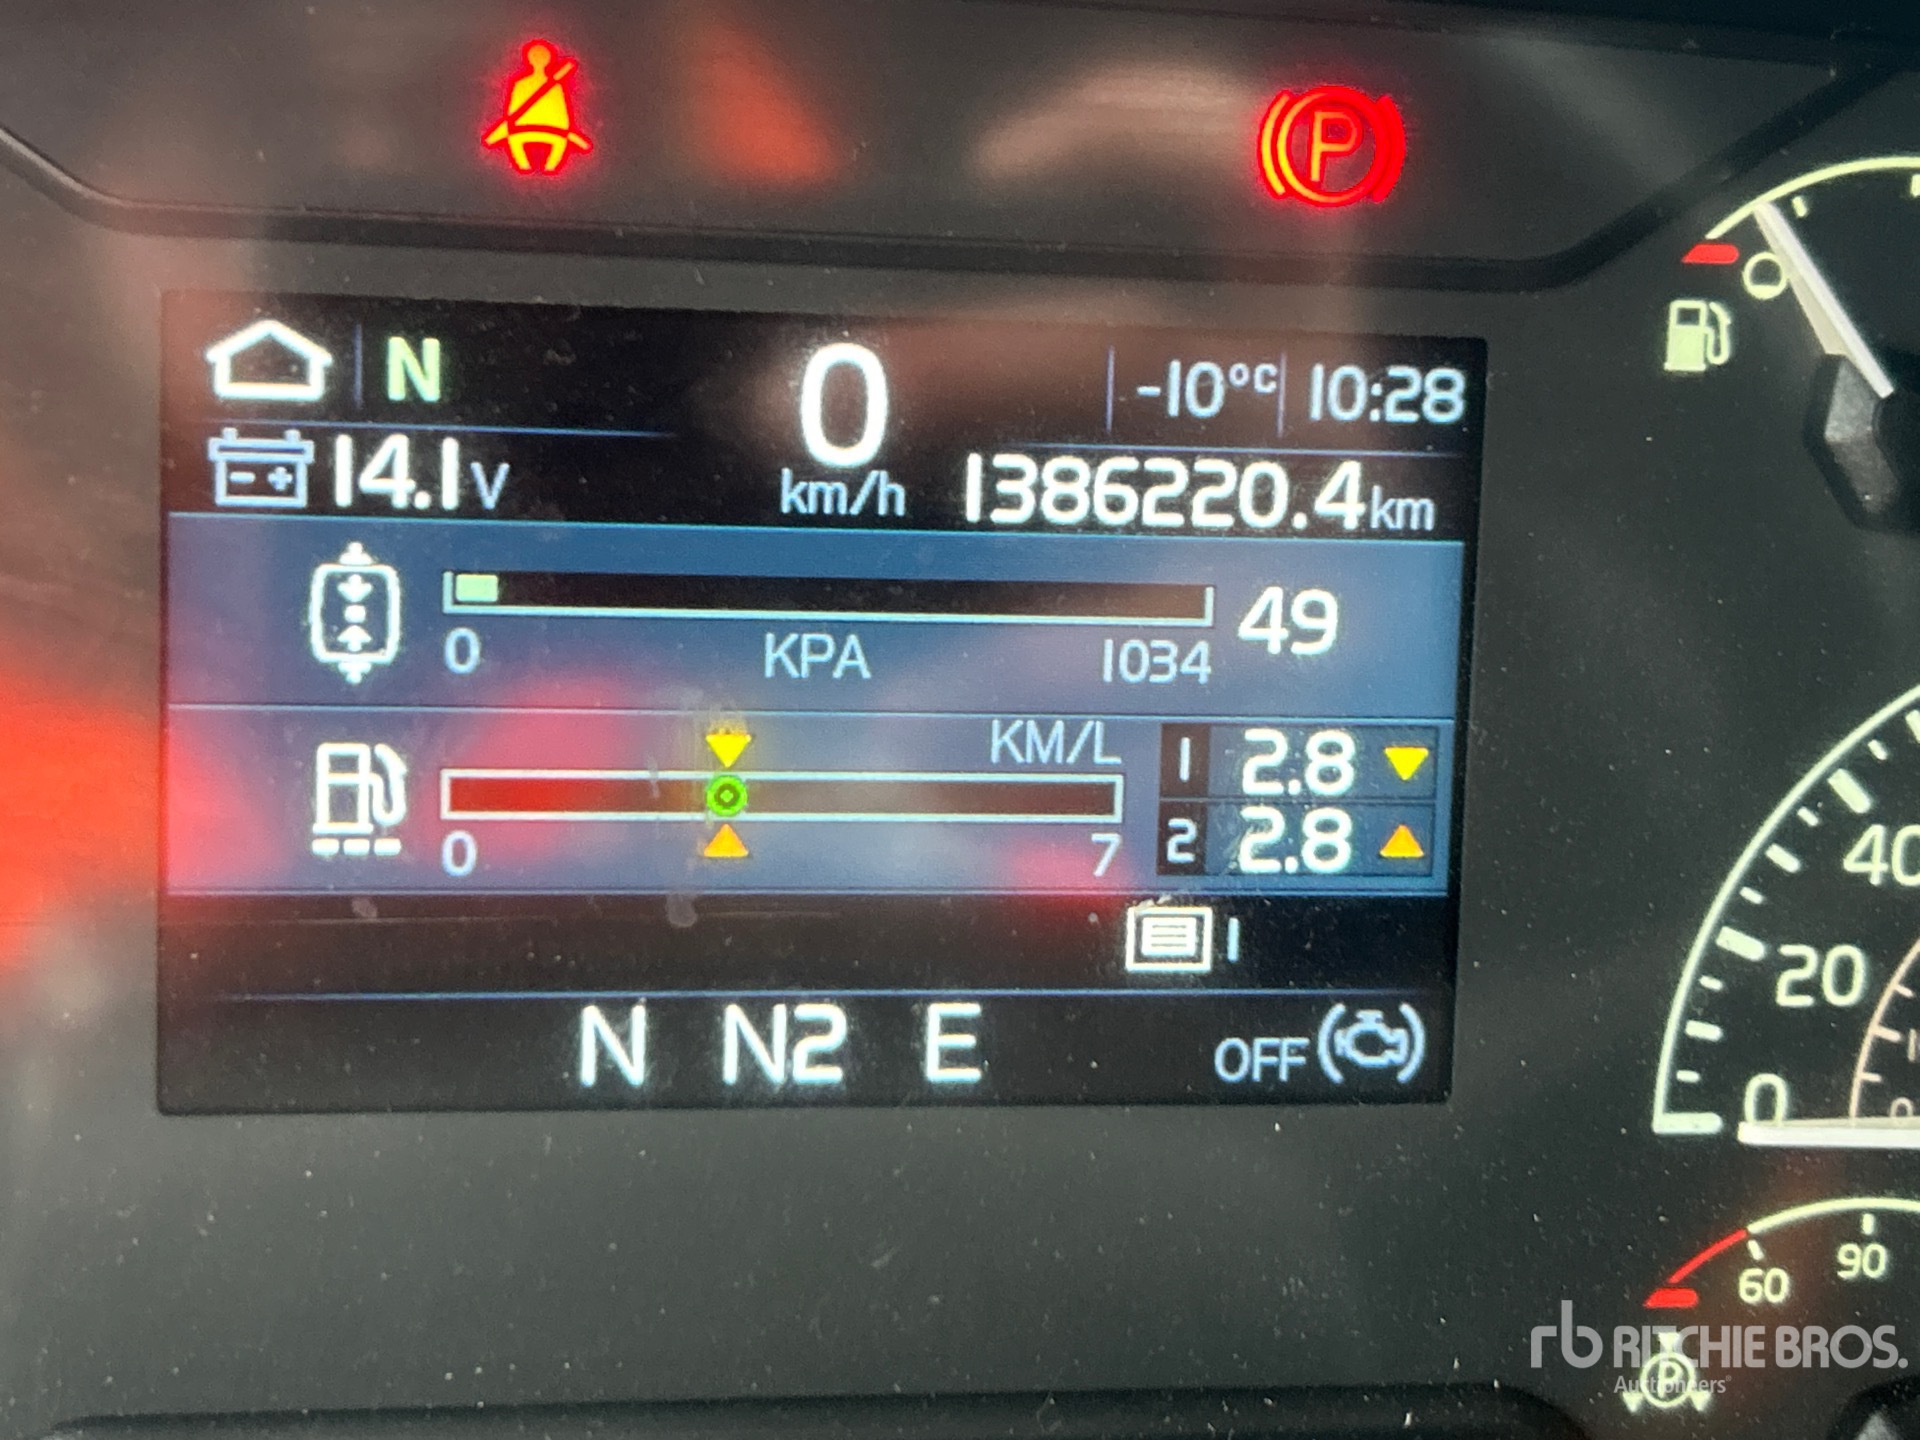 P
N
0
km/h
-10°C
10:28
14.1V
1386220.4km
0
KPA
1034
49
KM/L
0
7
1 2.8
2 2.8
1
N N2 E
OFF
40
20
0
60
90
P
rb RITCHIE BROS.
Auctioneers